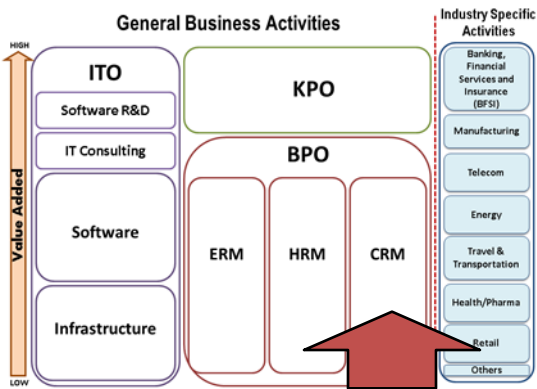 General Business Activities
Industry Specific
Activities
HIGH
Value Added
LOW
ITO
Software R&D
IT Consulting
Software
Infrastructure
KPO
BPO
ERM
HRM
CRM
Banking,
Financial
Services and
Insurance
(BFSI)
Manufacturing
Telecom
Energy
Travel &
Transportation
Health/Pharma
Retail
Others